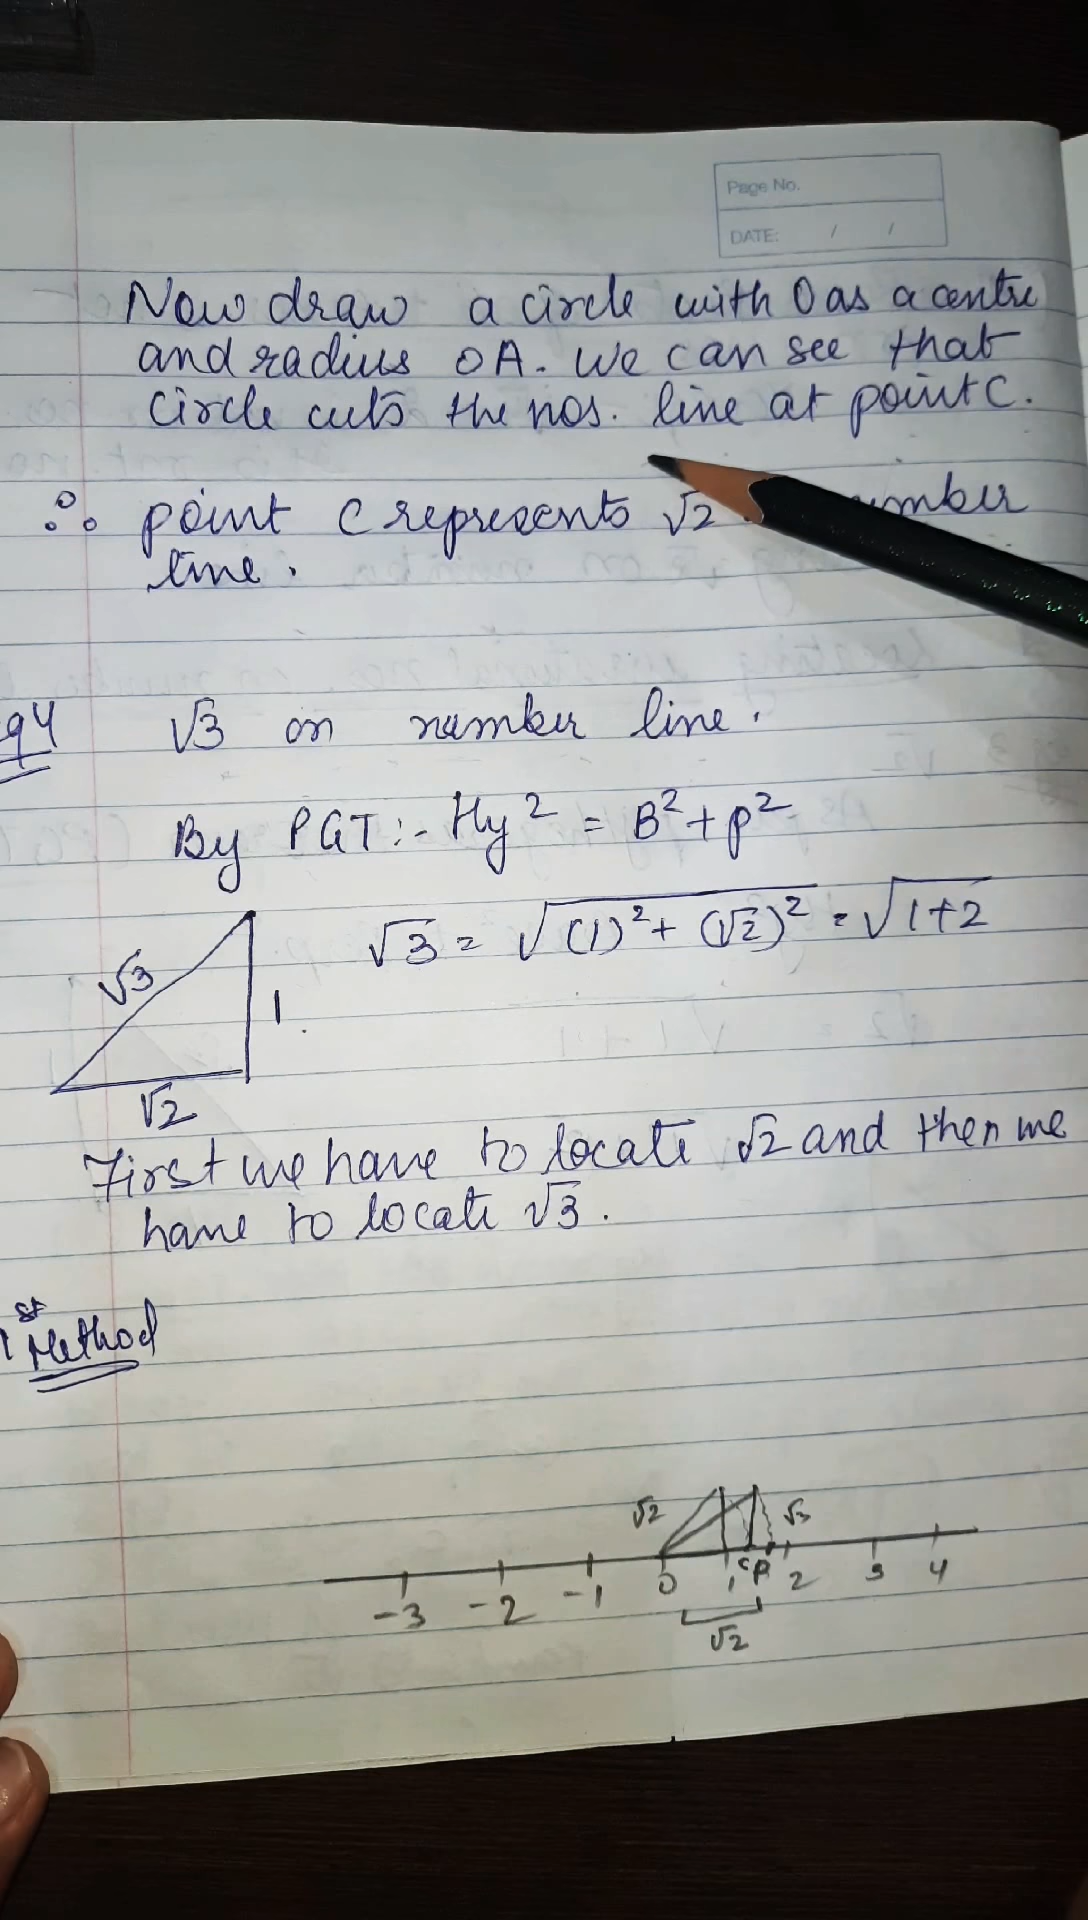 Page No.
DATE: / /
Now draw a circle with O as a centre
and radius OA. We can see that
circle cuts the nos. line at point C.
∴ point C represents √2 number
line.
√3 on number line.
By PGT:- Hy² = B² + P²
√3 = √(1)² + (√2)² = √1+2
√3
1
√2
First we have to locate √2 and then we
have to locate √3.
1st Method
√2 √3
-3 -2 -1 0 1 C P 2 3 4
√2